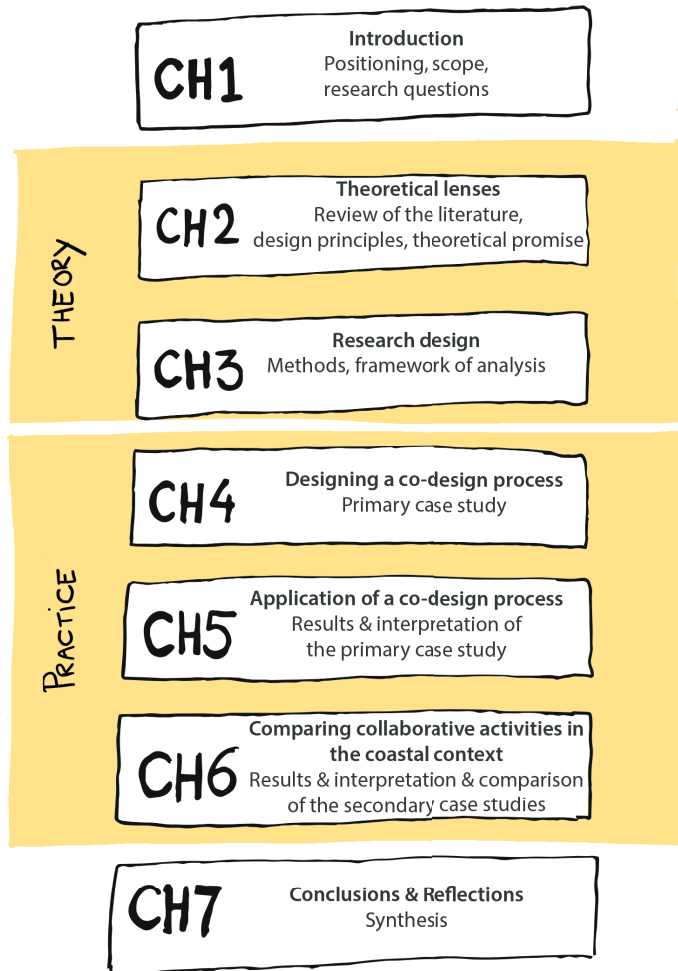 CH1
Introduction
Positioning, scope,
research questions
THEORY
CH2
Theoretical lenses
Review of the literature,
design principles, theoretical promise
CH3
Research design
Methods, framework of analysis
PRACTICE
CH4
Designing a co-design process
Primary case study
CH5
Application of a co-design process
Results & interpretation of
the primary case study
CH6
Comparing collaborative activities in
the coastal context
Results & interpretation & comparison
of the secondary case studies
CH7
Conclusions & Reflections
Synthesis